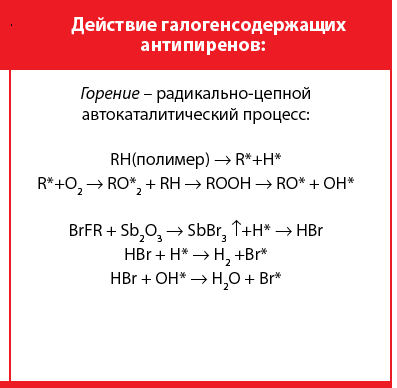 Действие галогенсодержащих
антипиренов:
Горение – радикально-цепной
автокаталитический процесс:
RH(полимер) → R*+H*
R*+O₂ → RO*₂ + RH → ROOH → RO* + OH*
BrFR + Sb₂O₃ → SbBr₃ ↑+H* → HBr
HBr + H* → H₂ +Br*
HBr + OH* → H₂O + Br*